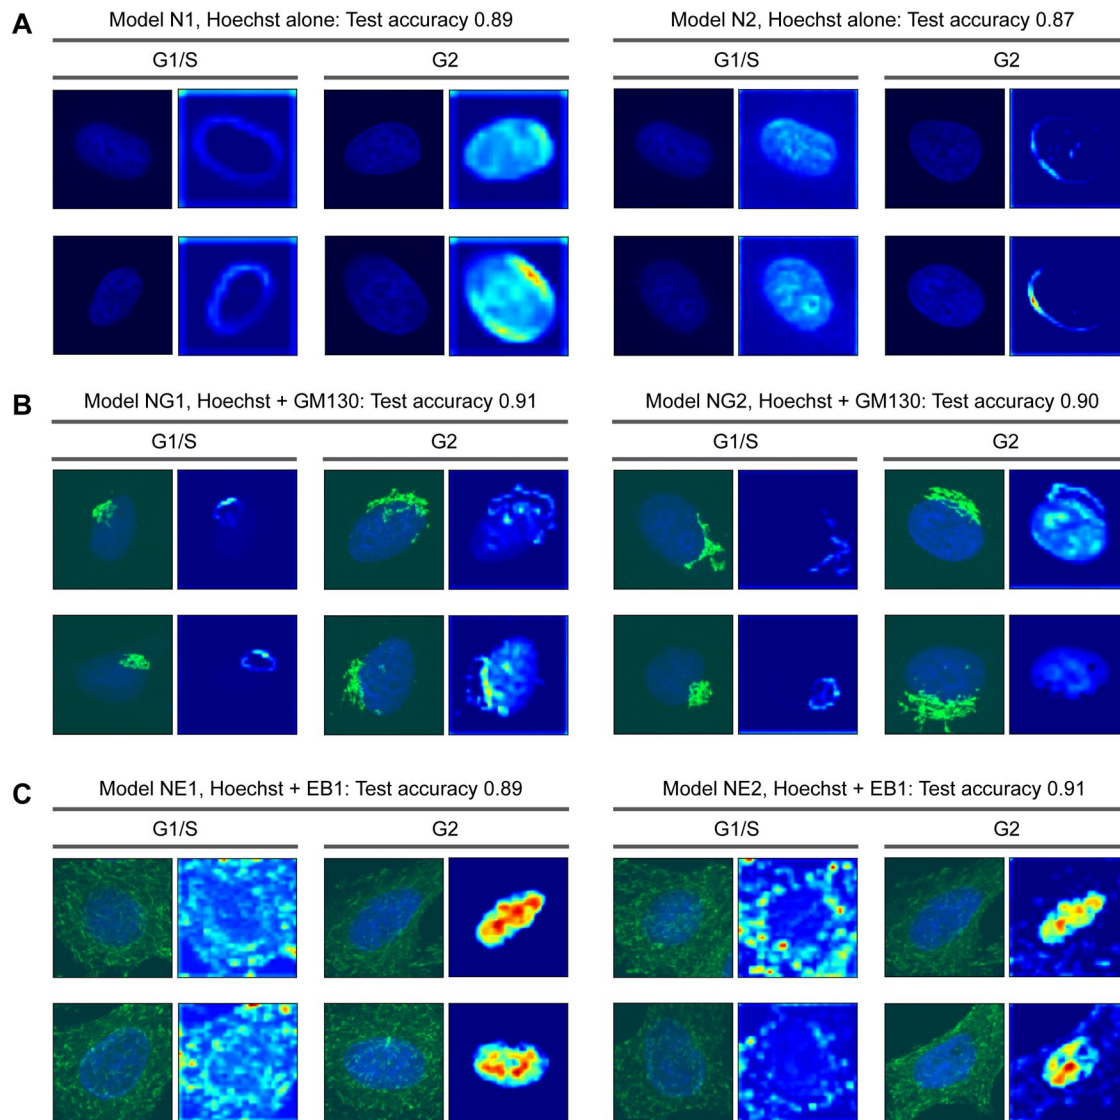 A
Model N1, Hoechst alone: Test accuracy 0.89
Model N2, Hoechst alone: Test accuracy 0.87
G1/S
G2
G1/S
G2
B
Model NG1, Hoechst + GM130: Test accuracy 0.91
Model NG2, Hoechst + GM130: Test accuracy 0.90
G1/S
G2
G1/S
G2
C
Model NE1, Hoechst + EB1: Test accuracy 0.89
Model NE2, Hoechst + EB1: Test accuracy 0.91
G1/S
G2
G1/S
G2